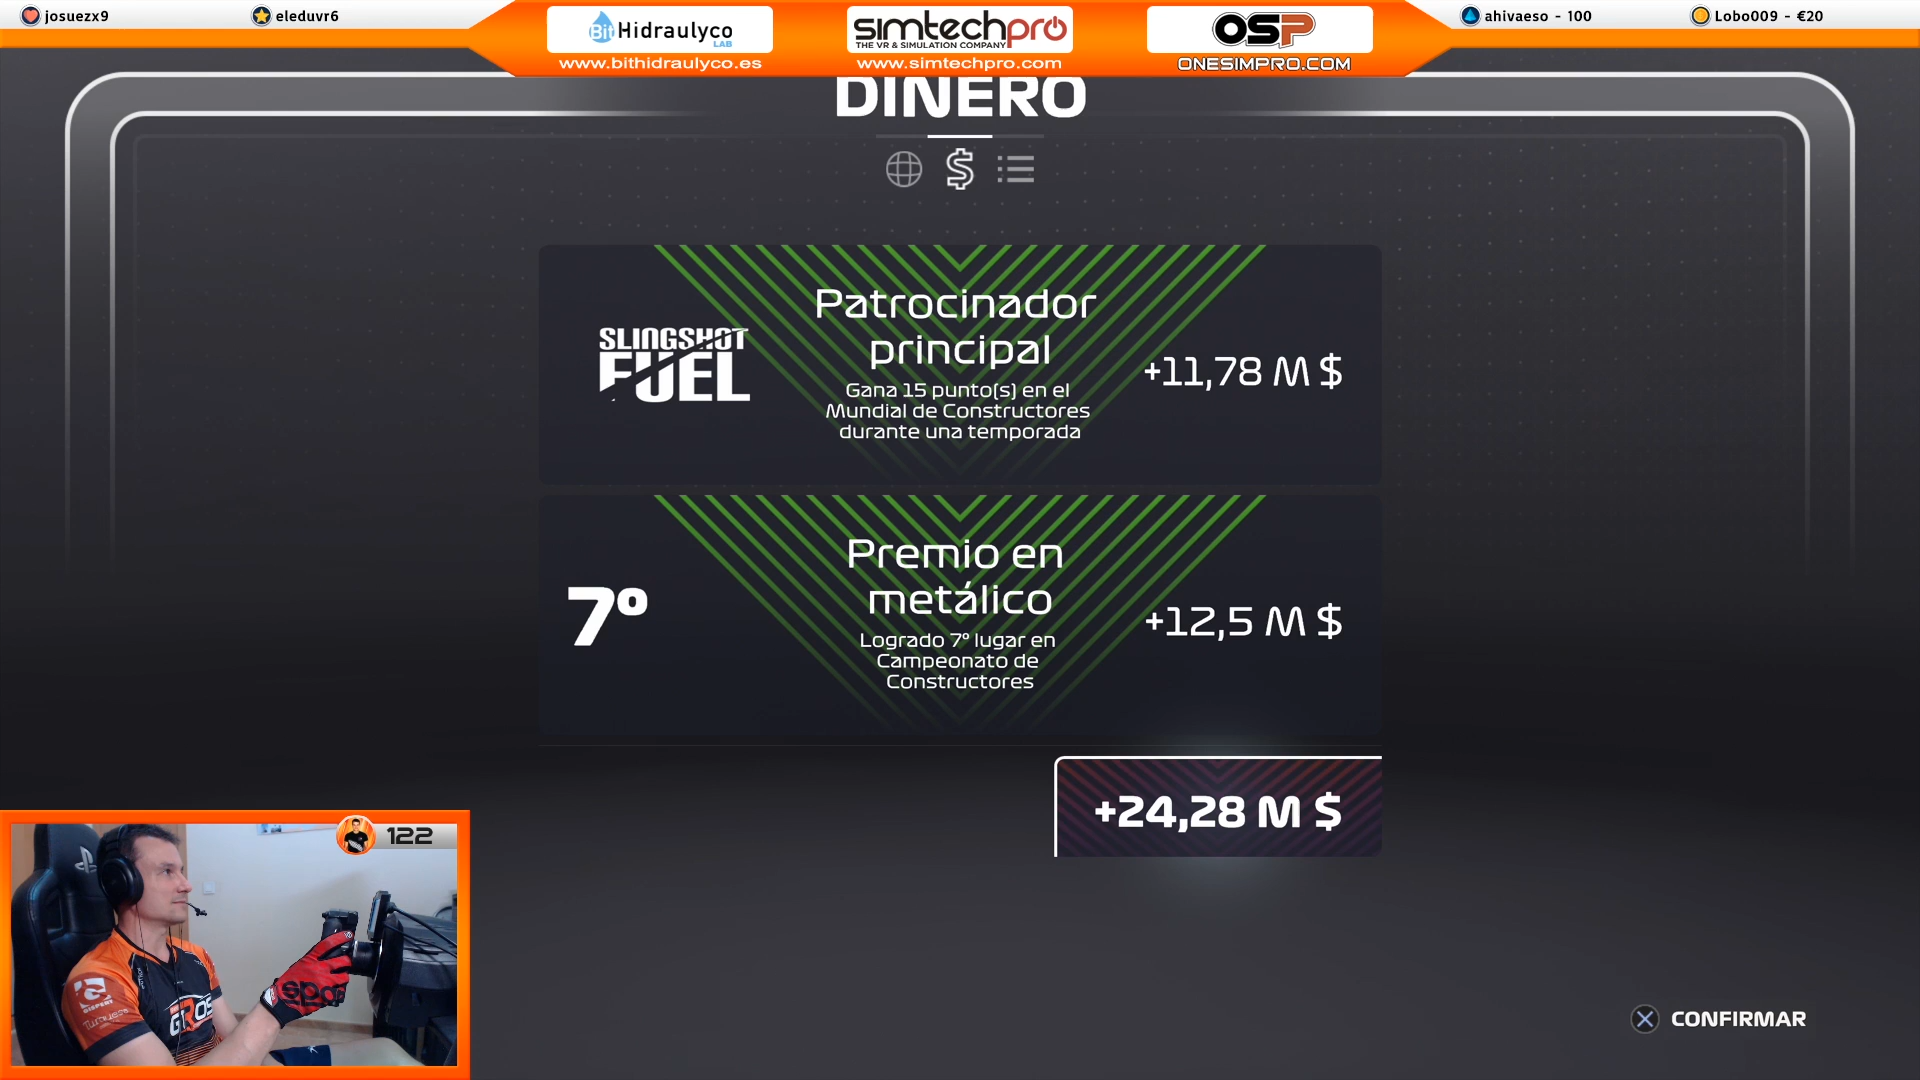 josuezx9
eleduvr6
BitHidraulyco
LAB
www.bithidraulyco.es
simtechpro
THE VR & SIMULATION COMPANY
www.simtechpro.com
OSP
ONESIMPRO.COM
ahivaeso - 100
Lobo009 - €20
DINERO
$
SLINGSHOT
FUEL
Patrocinador
principal
Gana 15 punto(s) en el
Mundial de Constructores
durante una temporada
+11,78 M $
7º
Premio en
metálico
Logrado 7º lugar en
Campeonato de
Constructores
+12,5 M $
+24,28 M $
122
GIROS
CONFIRMAR